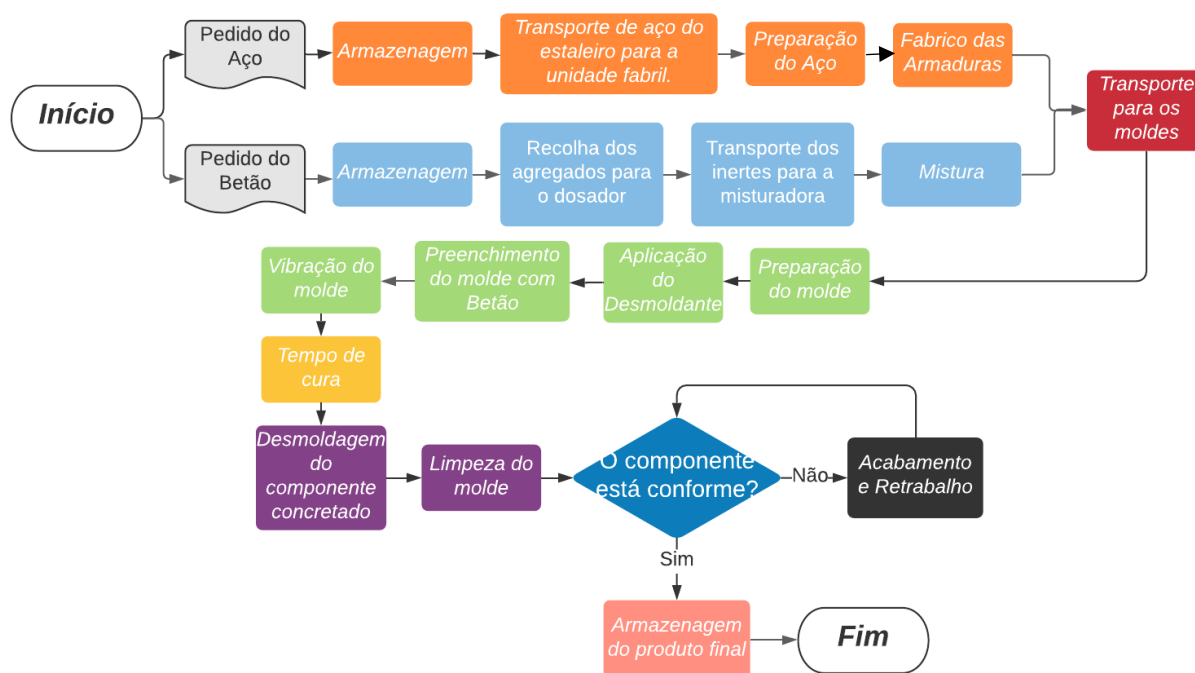 Início
Pedido do
Aço
Armazenagem
Transporte de aço do
estaleiro para a
unidade fabril.
Preparação
do Aço
Fabrico das
Armaduras
Transporte
para os
moldes
Pedido do
Betão
Armazenagem
Recolha dos
agregados para
o dosador
Transporte dos
inertes para a
misturadora
Mistura
Preparação
do molde
Aplicação
do
Desmoldante
Preenchimento
do molde com
Betão
Vibração do
molde
Tempo de
cura
Desmoldagem
do
componente
concretado
Limpeza do
molde
O componente
está conforme?
Não
Acabamento
e Retrabalho
Sim
Armazenagem
do produto final
Fim